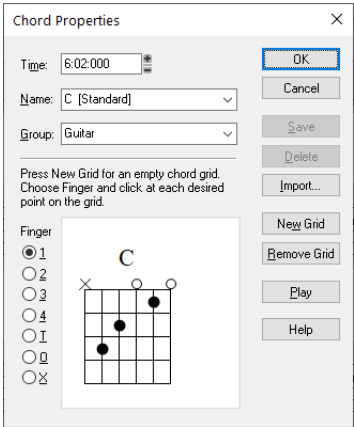 Chord Properties
Time: 6:02:000
OK
Name: C [Standard]
Cancel
Group: Guitar
Save
Delete
Press New Grid for an empty chord grid.
Choose Finger and click at each desired
point on the grid.
Import...
New Grid
Remove Grid
Play
Help
Finger
1
2
3
4
T
O
X
C
X O O